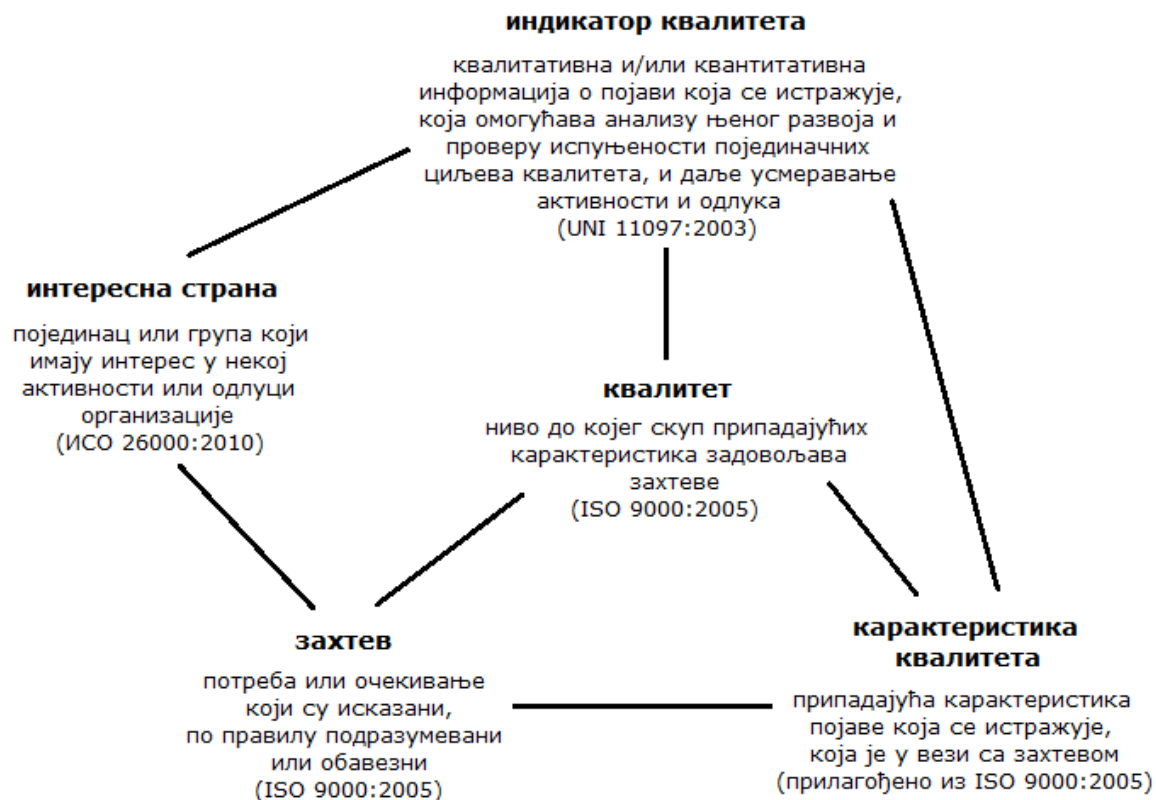 индикатор квалитета
квалитативна и/или квантитативна
информација о појави која се истражује,
која омогућава анализу њеног развоја и
проверу испуњености појединачних
циљева квалитета, и даље усмеравање
активности и одлука
(UNI 11097:2003)
интересна страна
појединац или група који
имају интерес у некој
активности или одлуци
организације
(ИСО 26000:2010)
квалитет
ниво до којег скуп припадајућих
карактеристика задовољава
захтеве
(ISO 9000:2005)
захтев
потреба или очекивање
који су исказани,
по правилу подразумевани
или обавезни
(ISO 9000:2005)
карактеристика
квалитета
припадајућа карактеристика
појаве која се истражује,
која је у вези са захтевом
(прилагођено из ISO 9000:2005)